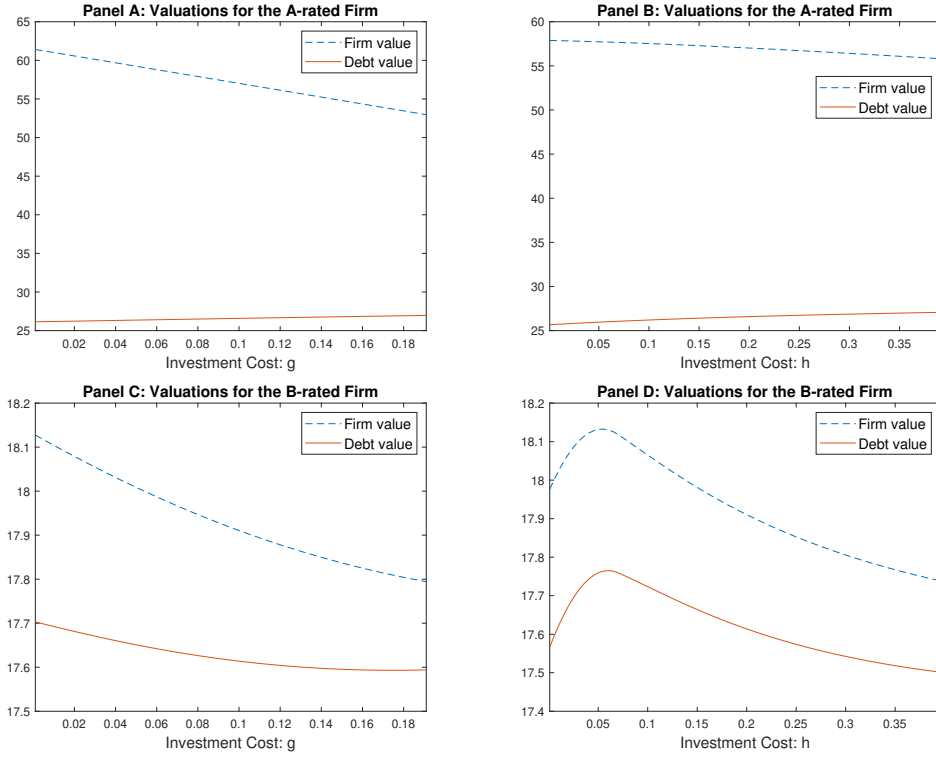 Panel A: Valuations for the A-rated Firm
65
60
55
50
45
40
35
30
25
Firm value
Debt value
0.02 0.04 0.06 0.08 0.1 0.12 0.14 0.16 0.18
Investment Cost: g
Panel B: Valuations for the A-rated Firm
60
55
50
45
40
35
30
25
Firm value
Debt value
0.05 0.1 0.15 0.2 0.25 0.3 0.35
Investment Cost: h
Panel C: Valuations for the B-rated Firm
18.2
18.1
18
17.9
17.8
17.7
17.6
17.5
Firm value
Debt value
0.02 0.04 0.06 0.08 0.1 0.12 0.14 0.16 0.18
Investment Cost: g
Panel D: Valuations for the B-rated Firm
18.2
18.1
18
17.9
17.8
17.7
17.6
17.5
17.4
Firm value
Debt value
0.05 0.1 0.15 0.2 0.25 0.3 0.35
Investment Cost: h